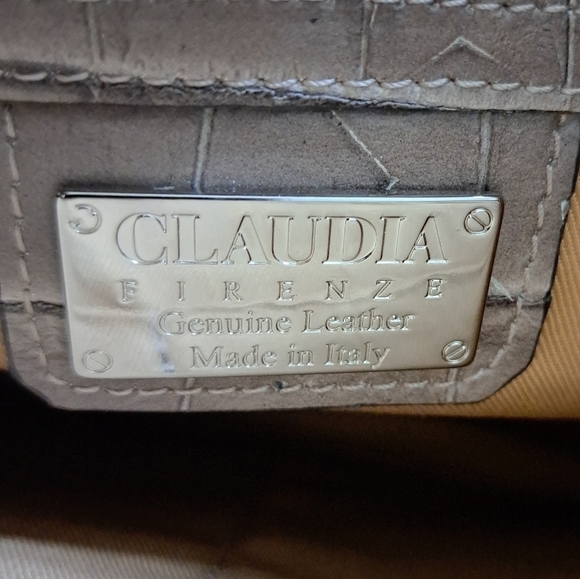 CLAUDIA
FIRENZE
Genuine Leather
Made in Italy